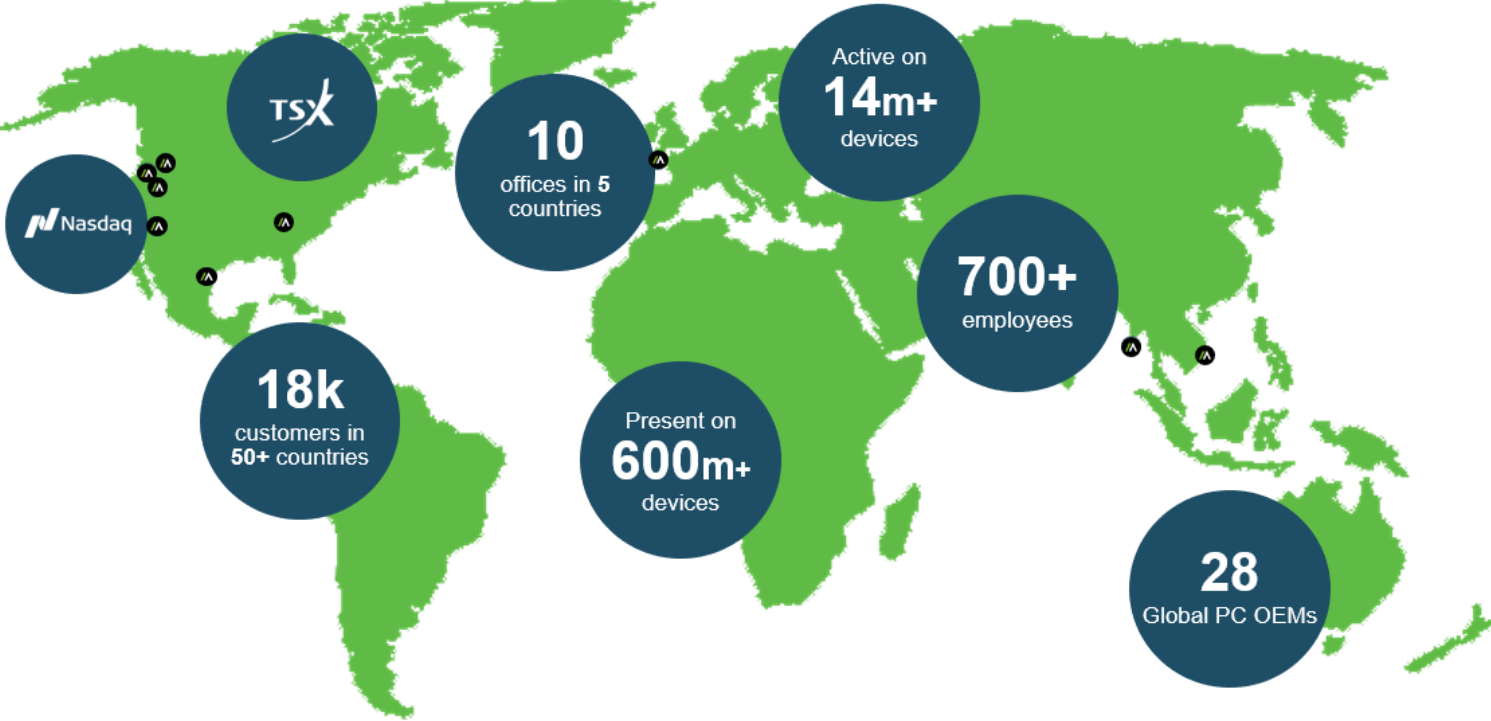 TSX
Nasdaq
10
offices in 5
countries
Active on
14m+
devices
700+
employees
18k
customers in
50+ countries
Present on
600m+
devices
28
Global PC OEMs